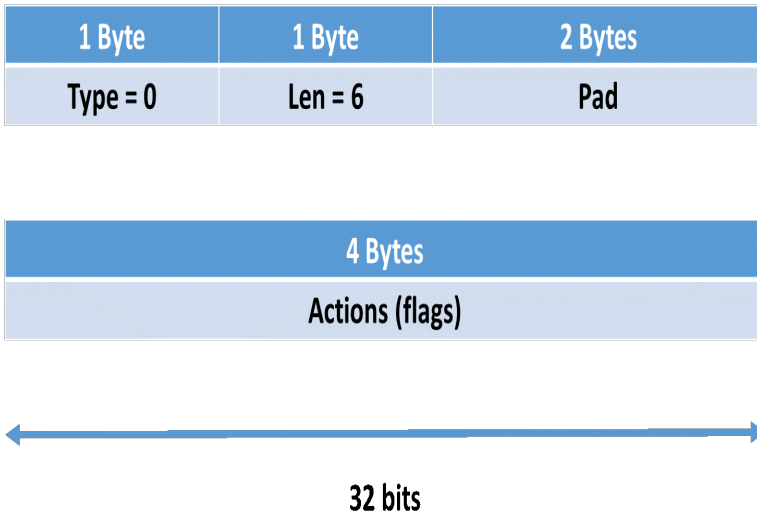 1 Byte 1 Byte 2 Bytes
Type = 0 Len = 6 Pad
4 Bytes
Actions (flags)
32 bits